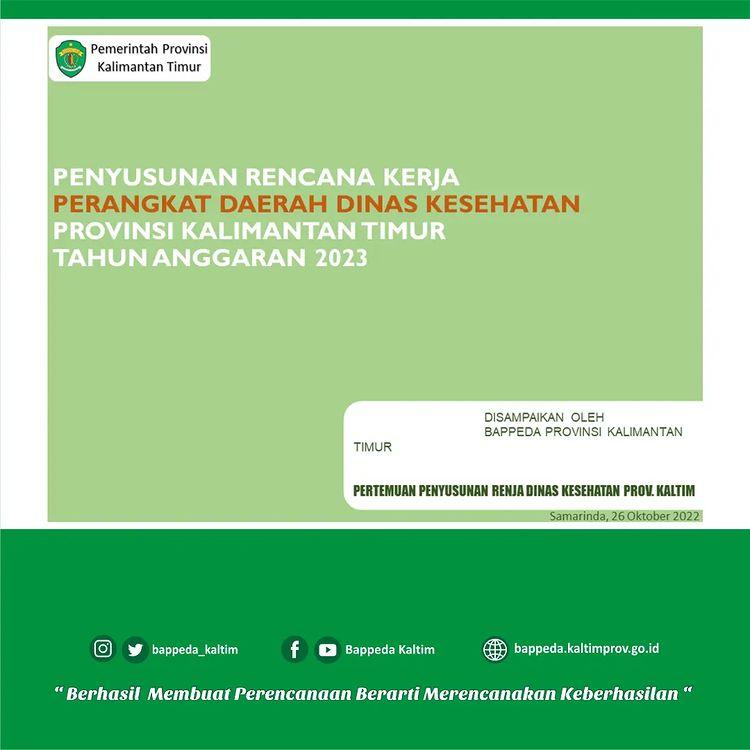 Pemerintah Provinsi
Kalimantan Timur
PENYUSUNAN RENCANA KERJA
PERANGKAT DAERAH DINAS KESEHATAN
PROVINSI KALIMANTAN TIMUR
TAHUN ANGGARAN 2023
DISAMPAIKAN OLEH
BAPPEDA PROVINSI KALIMANTAN
TIMUR
PERTEMUAN PENYUSUNAN RENJA DINAS KESEHATAN PROV. KALTIM
Samarinda, 26 Oktober 2022
bappeda_kaltim
Bappeda Kaltim
bappeda.kaltimprov.go.id
“ Berhasil Membuat Perencanaan Berarti Merencanakan Keberhasilan “